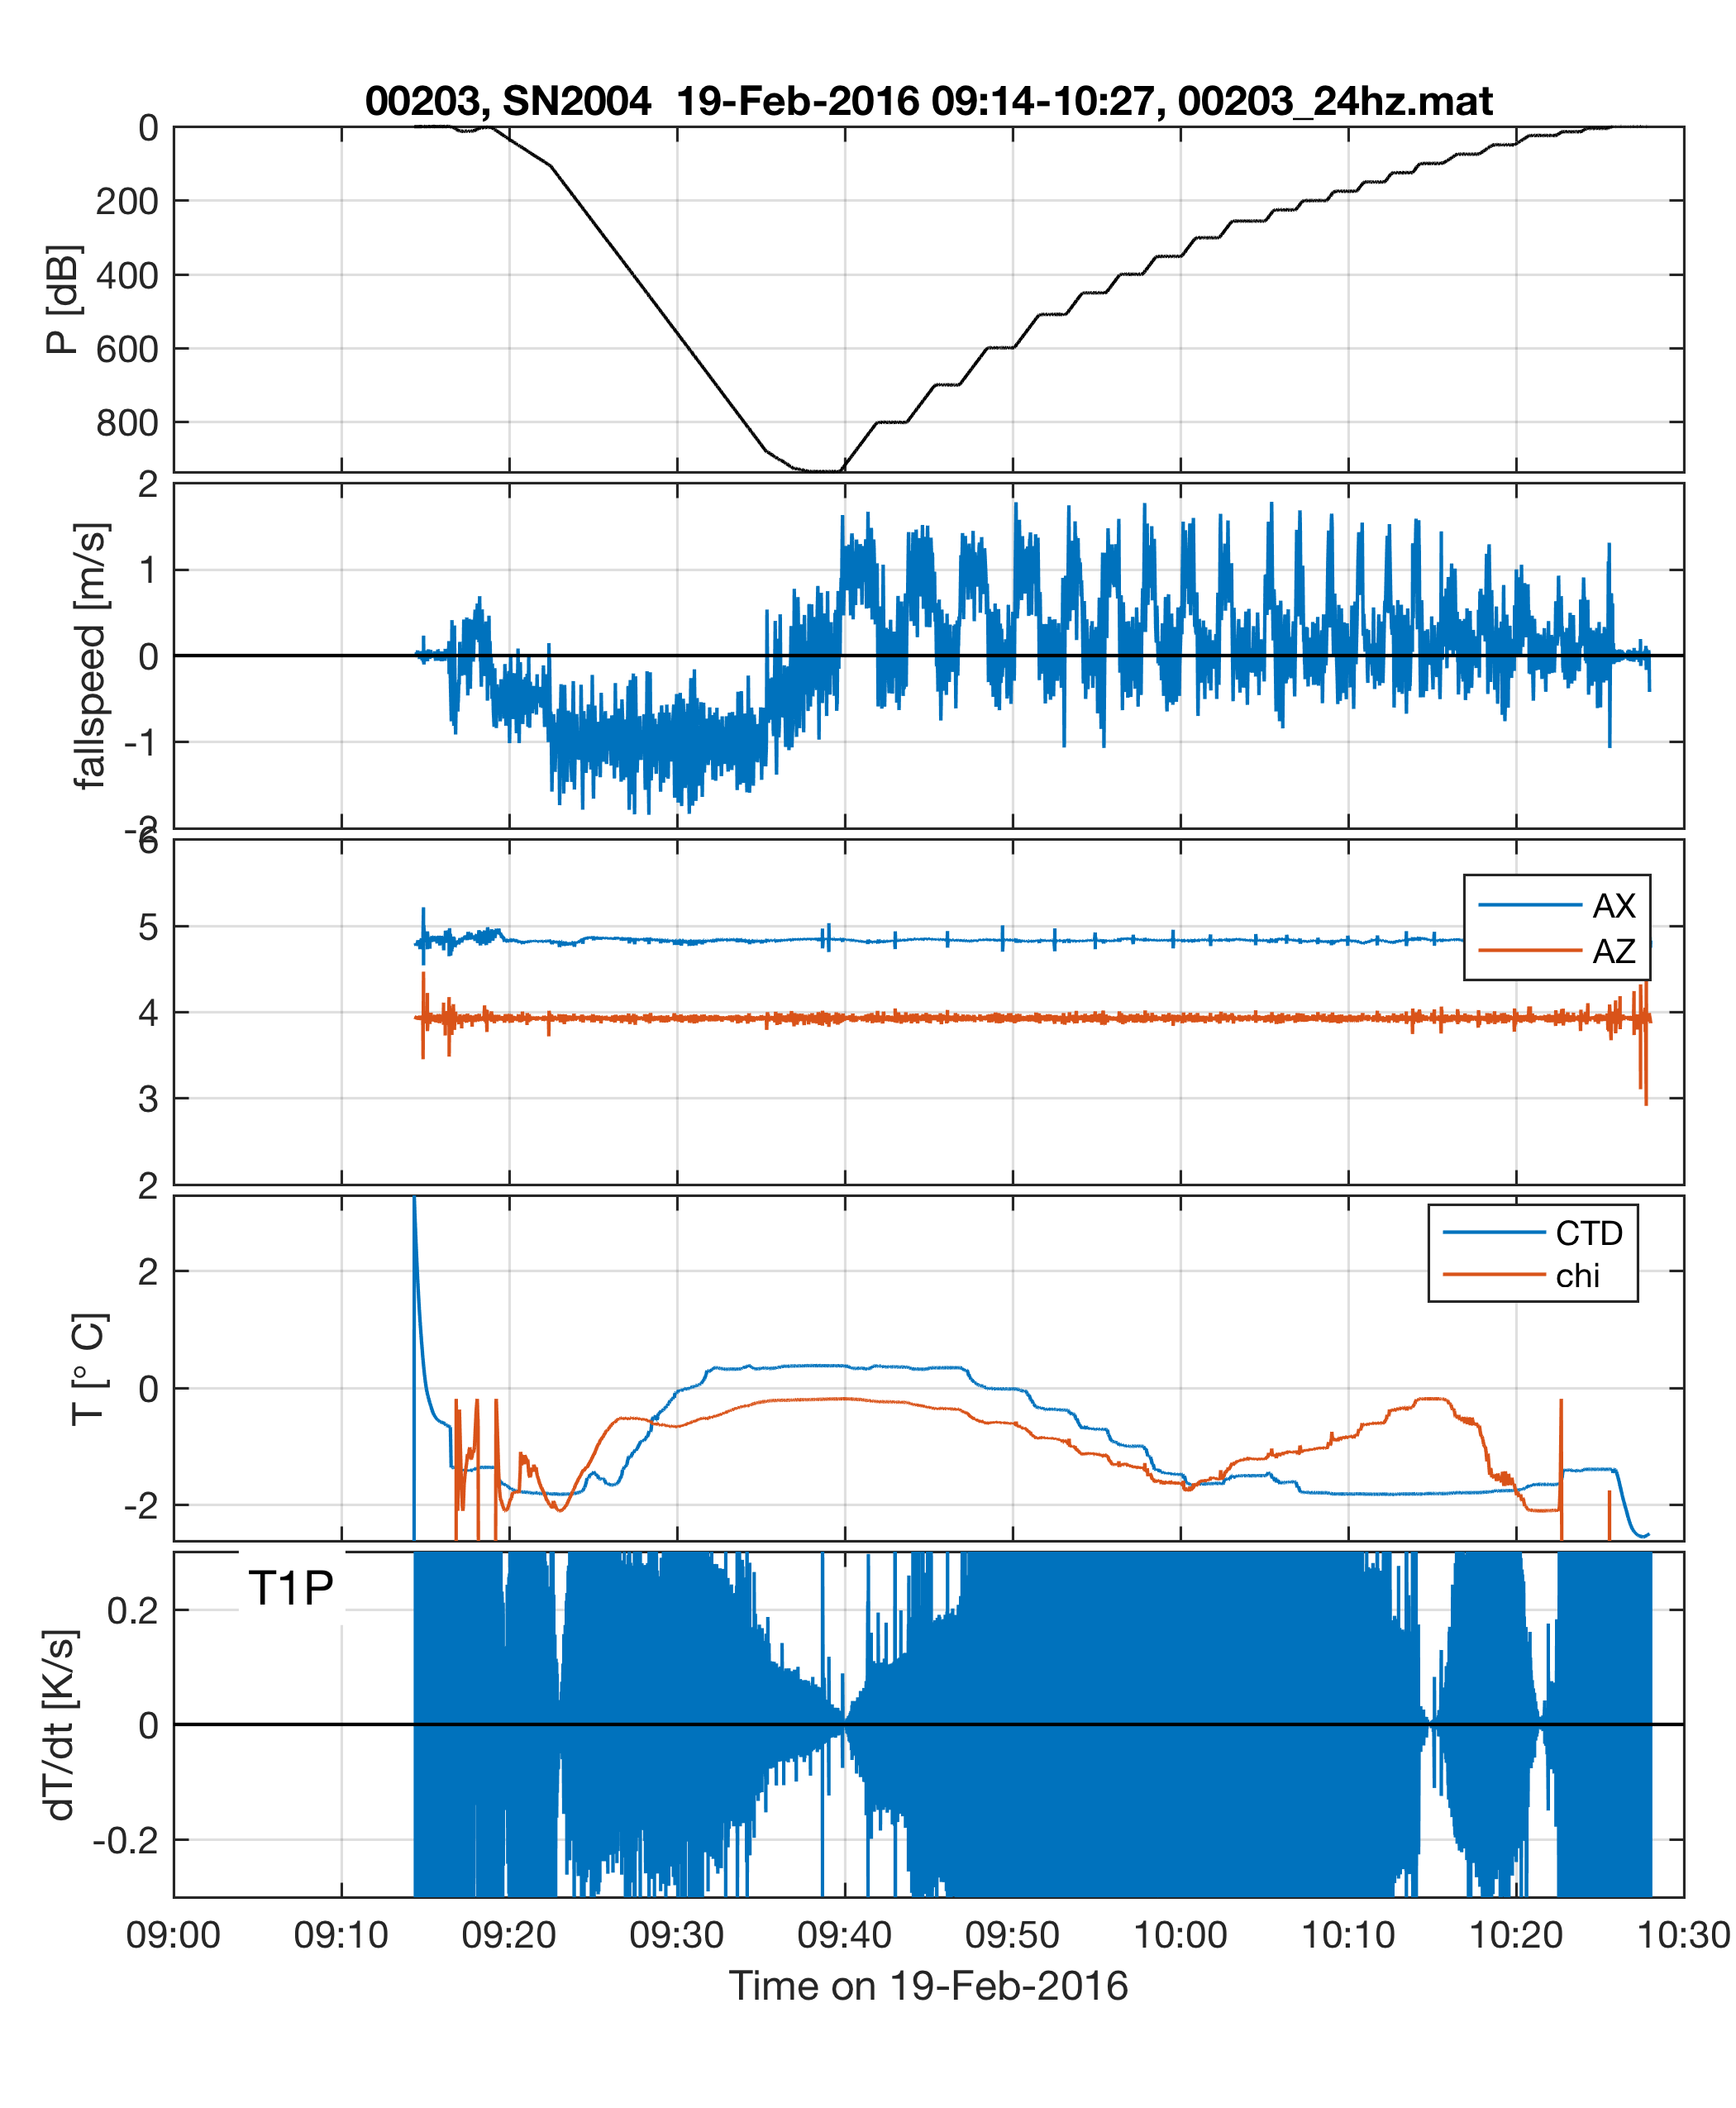 00203, SN2004  19-Feb-2016 09:14-10:27, 00203_24hz.mat
0
200
400
600
800
P [dB]
2
1
0
-1
-2
fallspeed [m/s]
6
5
4
3
2
AX
AZ
2
0
-2
T [° C]
CTD
chi
T1P
0.2
0
-0.2
dT/dt [K/s]
09:00 09:10 09:20 09:30 09:40 09:50 10:00 10:10 10:20 10:30
Time on 19-Feb-2016